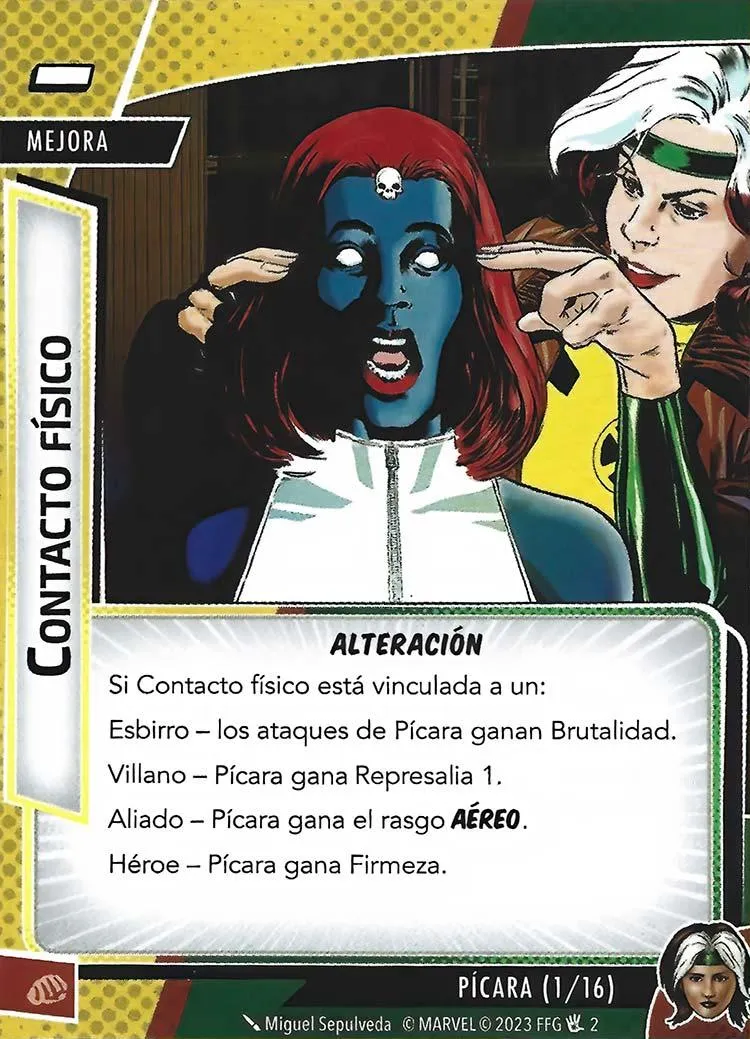 MEJORA
CONTACTO FÍSICO
ALTERACIÓN
Si Contacto físico está vinculada a un:
Esbirro – los ataques de Pícara ganan Brutalidad.
Villano – Pícara gana Represalia 1.
Aliado – Pícara gana el rasgo AÉREO.
Héroe – Pícara gana Firmeza.
PÍCARA (1/16)
Miguel Sepulveda © MARVEL © 2023 FFG 2